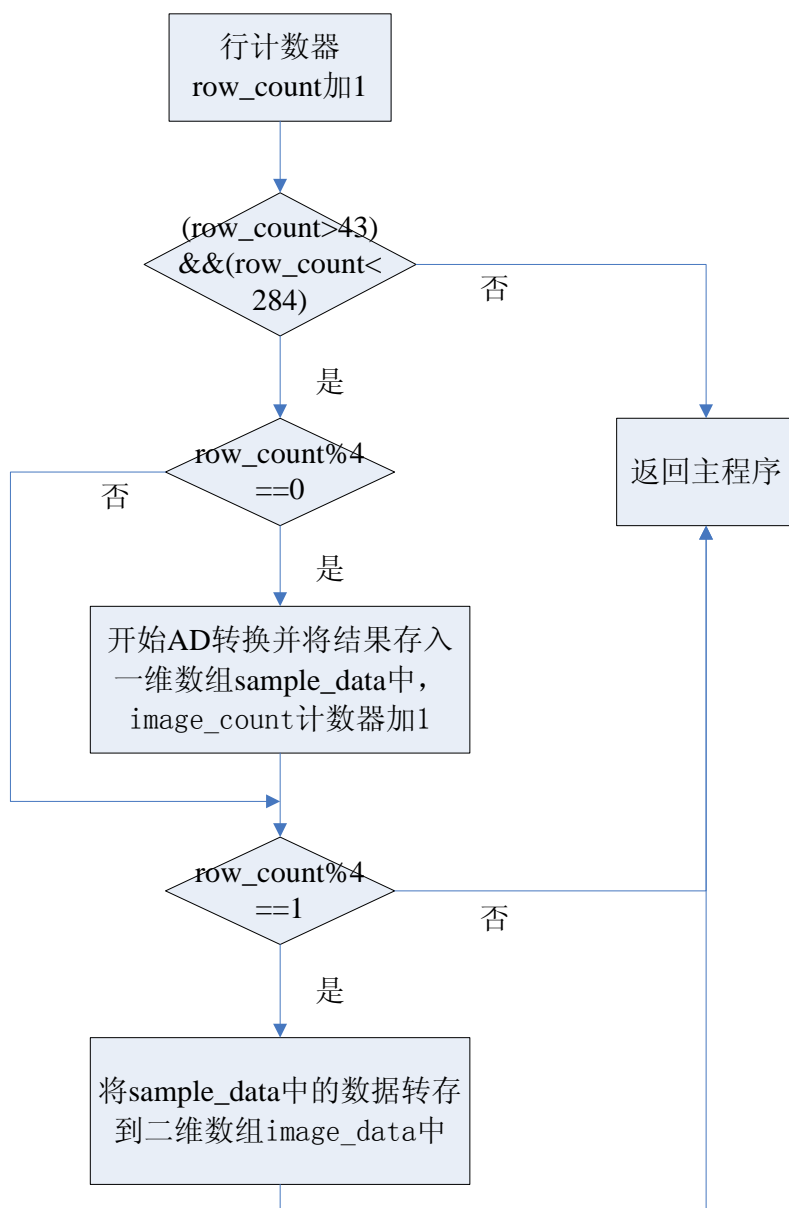 行计数器
row_count加1
(row_count>43)
&&(row_count<
284)
否
是
row_count%4
==0
返回主程序
否
是
开始AD转换并将结果存入
一维数组sample_data中，
image_count计数器加1
row_count%4
==1
否
是
将sample_data中的数据转存
到二维数组image_data中